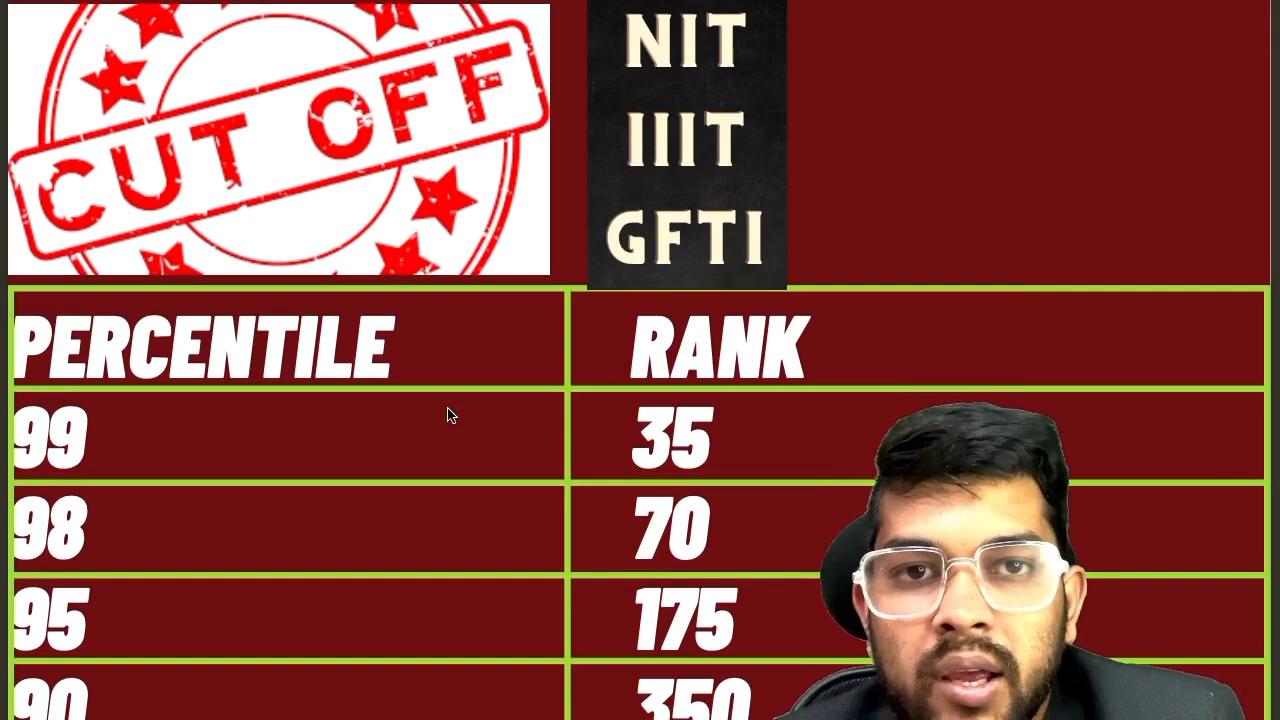 CUT OFF
NIT
IIIT
GFTI
PERCENTILE RANK
99 35
98 70
95 175
90 350